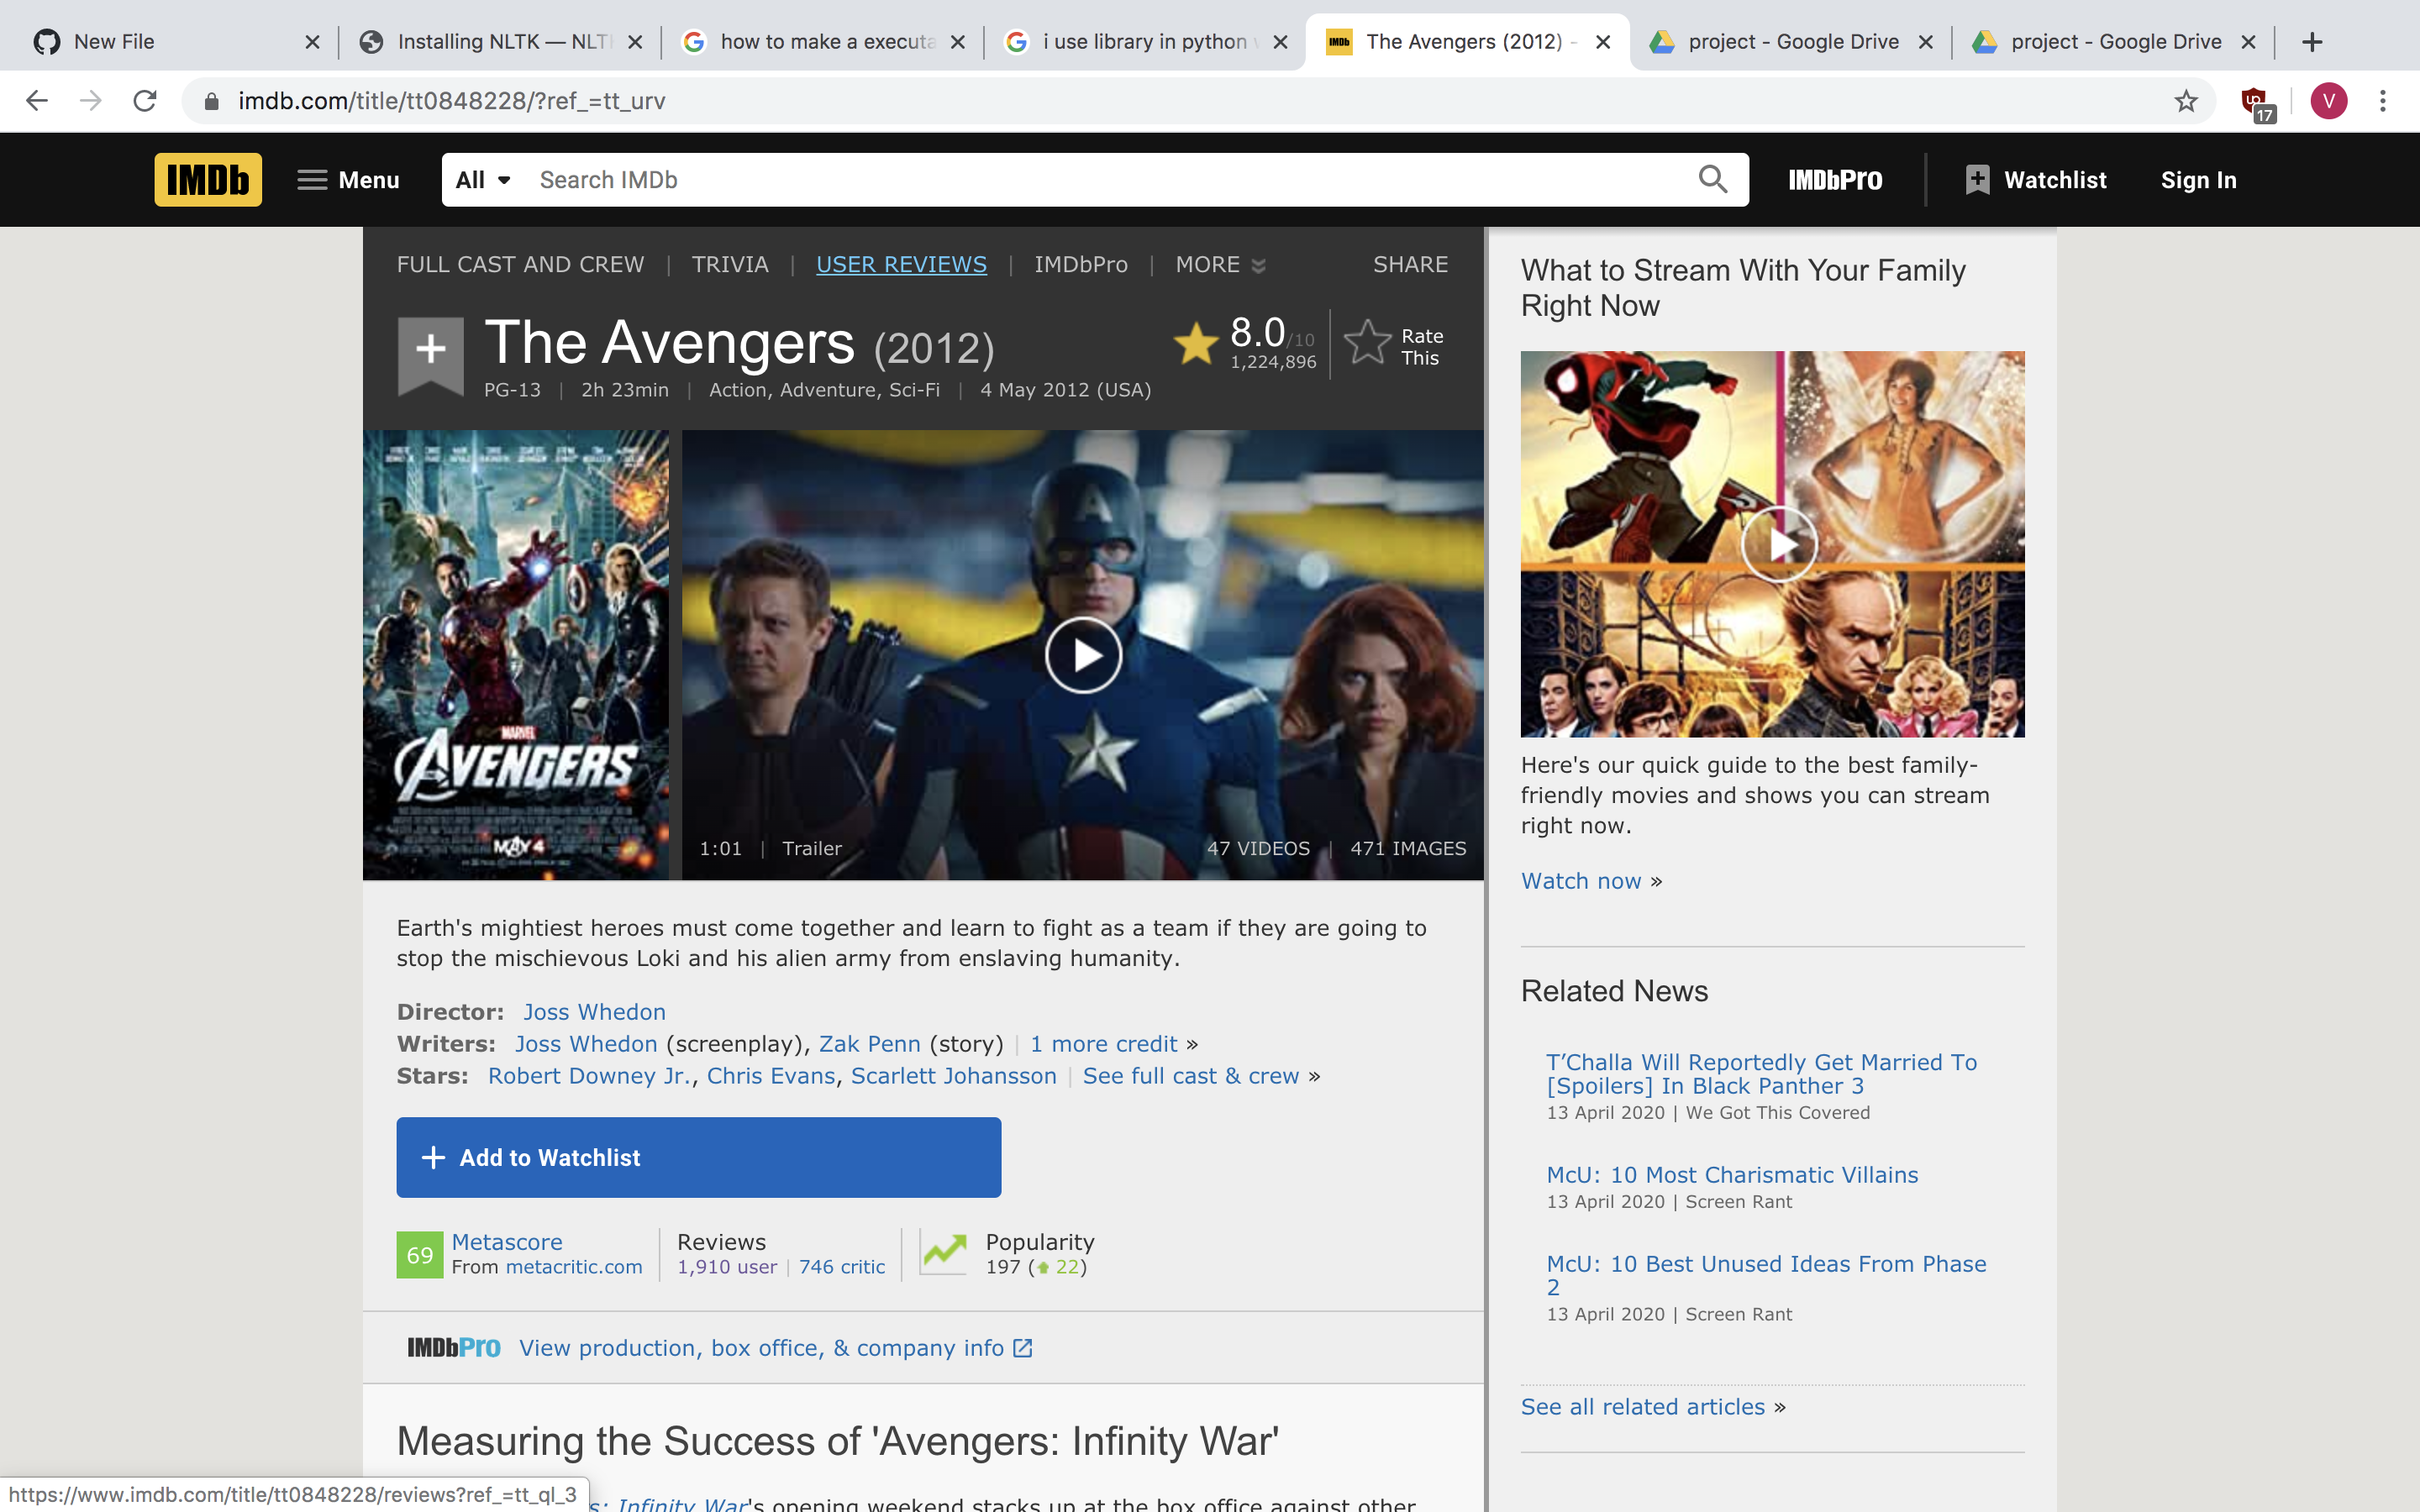 New File
Installing NLTK — NLT
how to make a executa
i use library in python
The Avengers (2012) -
project - Google Drive
project - Google Drive
imdb.com/title/tt0848228/?ref_=tt_urv
17
V
IMDb
Menu
All
Search IMDb
IMDbPro
Watchlist
Sign In
FULL CAST AND CREW | TRIVIA | USER REVIEWS | IMDbPro | MORE
SHARE
The Avengers (2012)
8.0/10
1,224,896
Rate
This
PG-13 | 2h 23min | Action, Adventure, Sci-Fi | 4 May 2012 (USA)
MARVEL
AVENGERS
MAY 4
A
1:01 | Trailer
47 VIDEOS | 471 IMAGES
Earth's mightiest heroes must come together and learn to fight as a team if they are going to
stop the mischievous Loki and his alien army from enslaving humanity.
Director: Joss Whedon
Writers: Joss Whedon (screenplay), Zak Penn (story) | 1 more credit »
Stars: Robert Downey Jr., Chris Evans, Scarlett Johansson | See full cast & crew »
+ Add to Watchlist
69
Metascore
From metacritic.com
Reviews
1,910 user | 746 critic
Popularity
197 (22)
IMDbPro View production, box office, & company info
Measuring the Success of 'Avengers: Infinity War'
s: Infinity War's opening weekend stacks up at the box office against other
https://www.imdb.com/title/tt0848228/reviews?ref_=tt_ql_3
What to Stream With Your Family
Right Now
Here's our quick guide to the best family-
friendly movies and shows you can stream
right now.
Watch now »
Related News
T’Challa Will Reportedly Get Married To
[Spoilers] In Black Panther 3
13 April 2020 | We Got This Covered
McU: 10 Most Charismatic Villains
13 April 2020 | Screen Rant
McU: 10 Best Unused Ideas From Phase
2
13 April 2020 | Screen Rant
See all related articles »